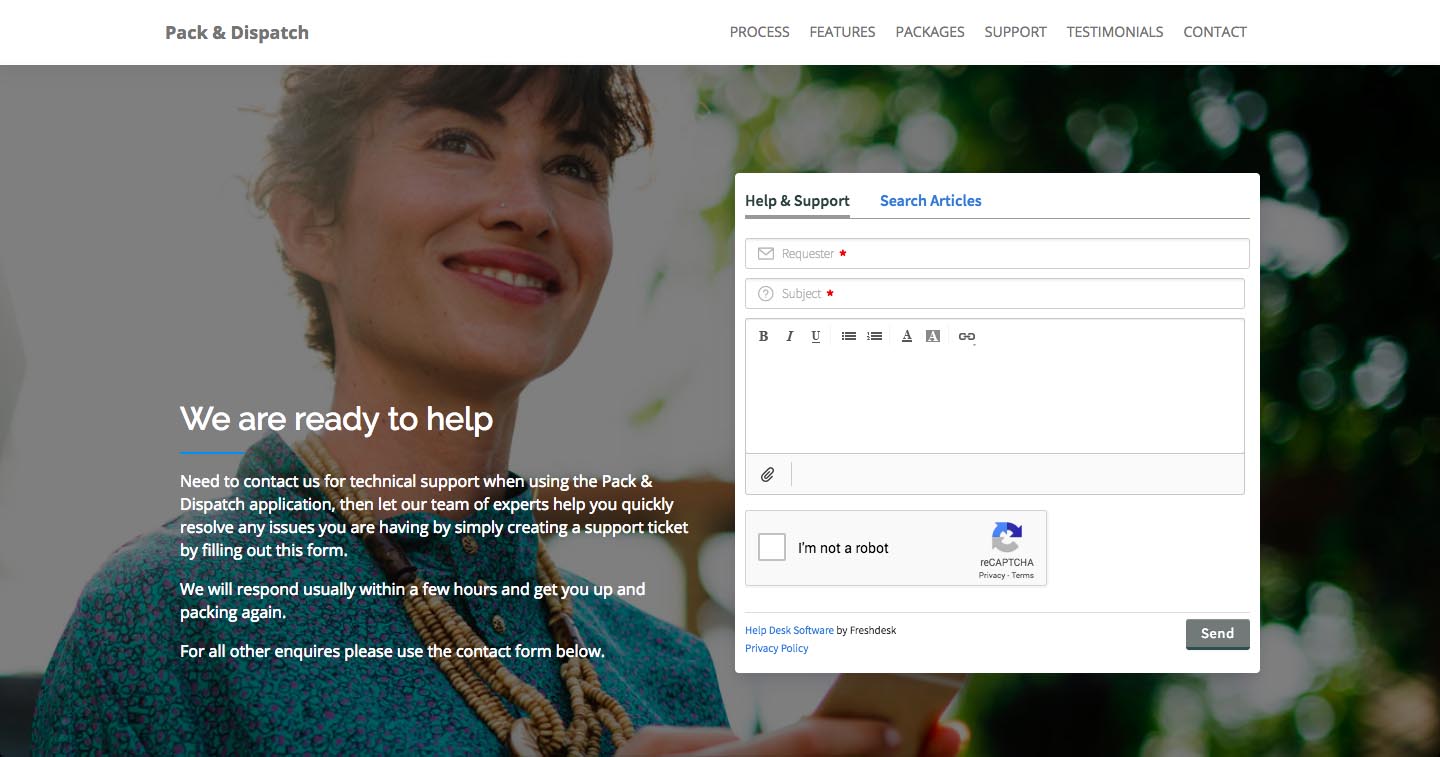 Pack & Dispatch
PROCESS FEATURES PACKAGES SUPPORT TESTIMONIALS CONTACT
We are ready to help
Need to contact us for technical support when using the Pack &
Dispatch application, then let our team of experts help you quickly
resolve any issues you are having by simply creating a support ticket
by filling out this form.
We will respond usually within a few hours and get you up and
packing again.
For all other enquires please use the contact form below.
Help & Support Search Articles
Requester *
Subject *
B I U A A
I'm not a robot
reCAPTCHA
Privacy - Terms
Help Desk Software by Freshdesk
Privacy Policy
Send